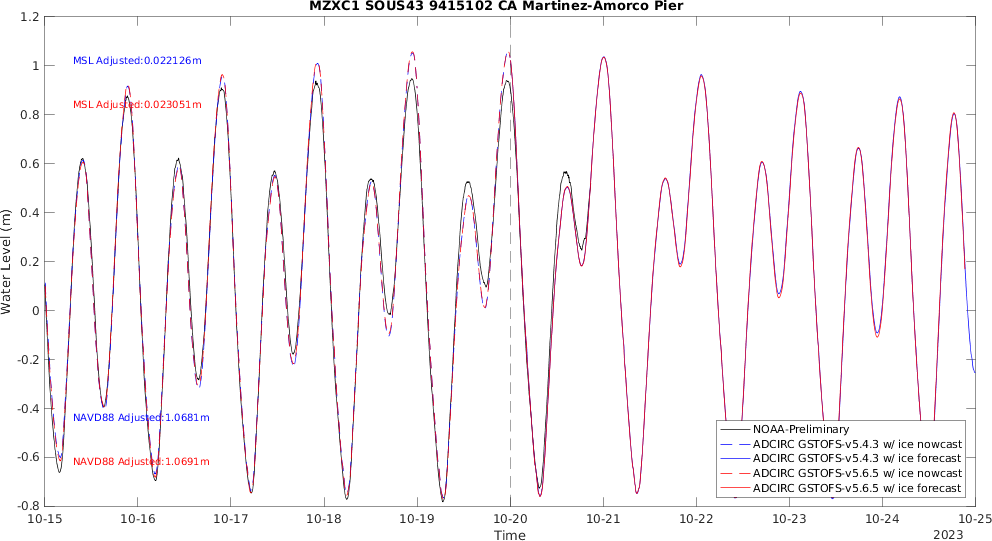 MZXC1 SOUS43 9415102 CA Martinez-Amorco Pier
1.2
1
0.8
0.6
0.4
0.2
0
-0.2
-0.4
-0.6
-0.8
Water Level (m)
MSL Adjusted:0.022126m
MSL Adjusted:0.023051m
NAVD88 Adjusted:1.0681m
NAVD88 Adjusted:1.0691m
NOAA-Preliminary
ADCIRC GSTOFS-v5.4.3 w/ ice nowcast
ADCIRC GSTOFS-v5.4.3 w/ ice forecast
ADCIRC GSTOFS-v5.6.5 w/ ice nowcast
ADCIRC GSTOFS-v5.6.5 w/ ice forecast
10-15 10-16 10-17 10-18 10-19 10-20 10-21 10-22 10-23 10-24 10-25
Time
2023